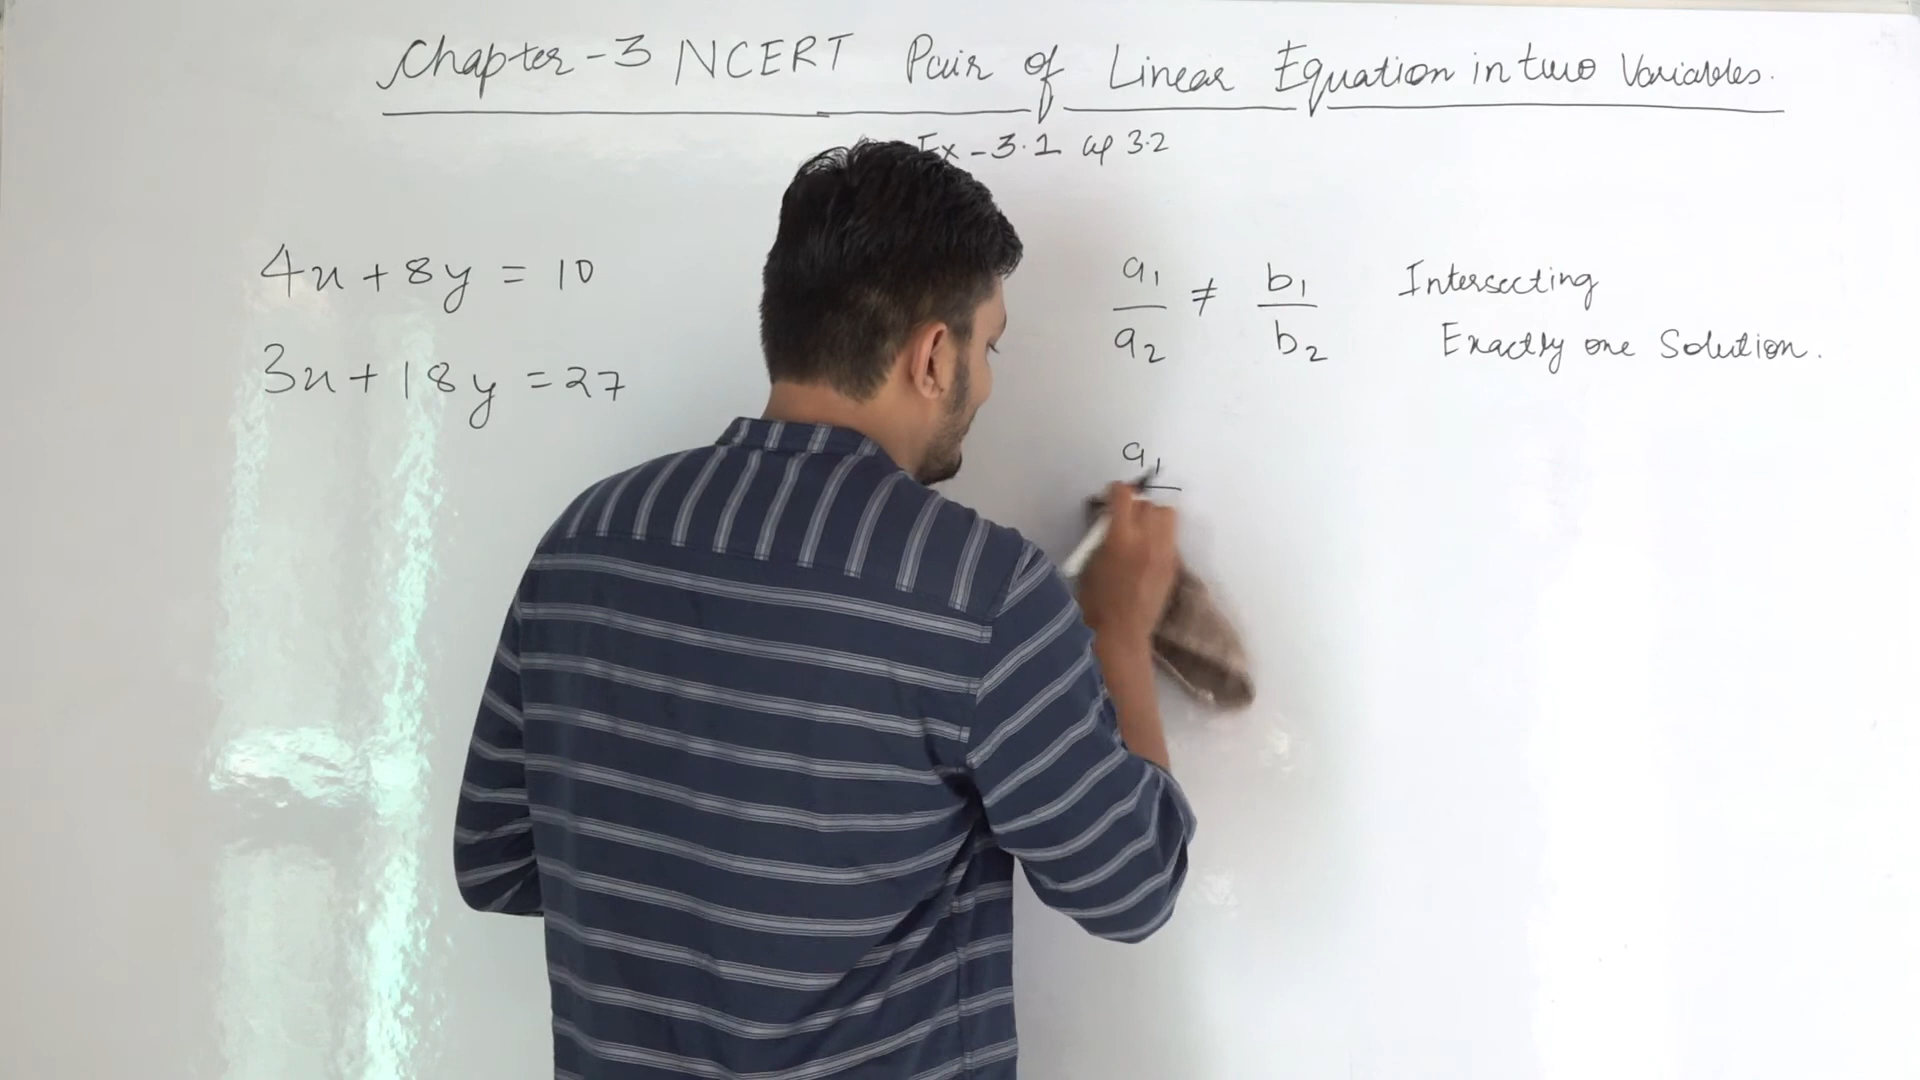 Chapter-3 NCERT Pair of Linear Equation in two Variables.
Ex-3.1 3.2
4x+8y = 10
3x+18y =27
a₁/a₂ ≠ b₁/b₂ Intersecting
Exactly one Solution.
a₁